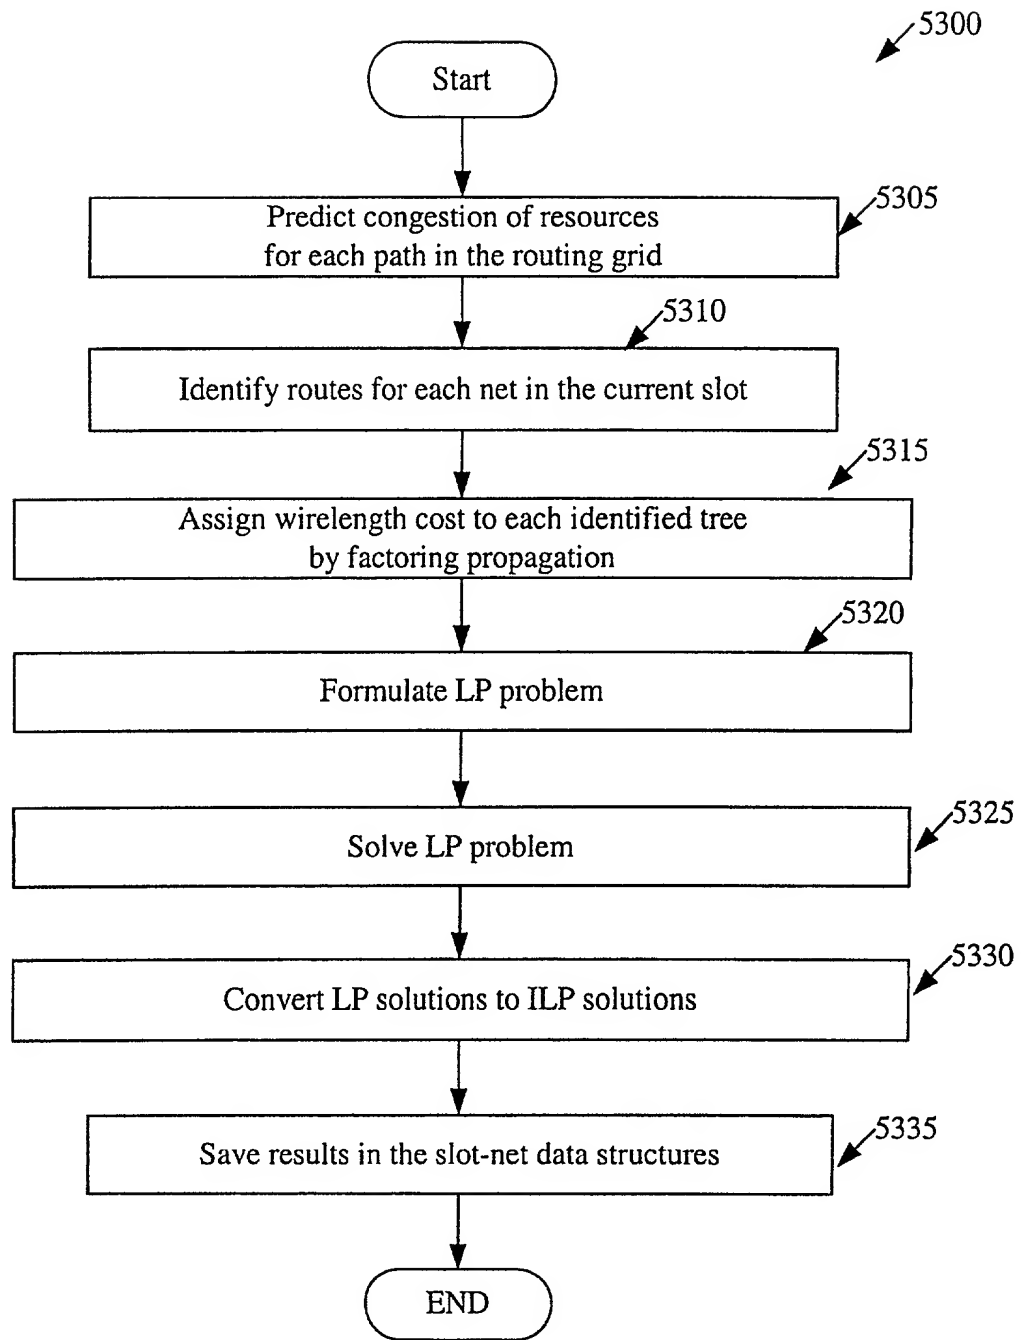 5300
Start
5305
Predict congestion of resources
for each path in the routing grid
5310
Identify routes for each net in the current slot
5315
Assign wirelength cost to each identified tree
by factoring propagation
5320
Formulate LP problem
5325
Solve LP problem
5330
Convert LP solutions to ILP solutions
5335
Save results in the slot-net data structures
END